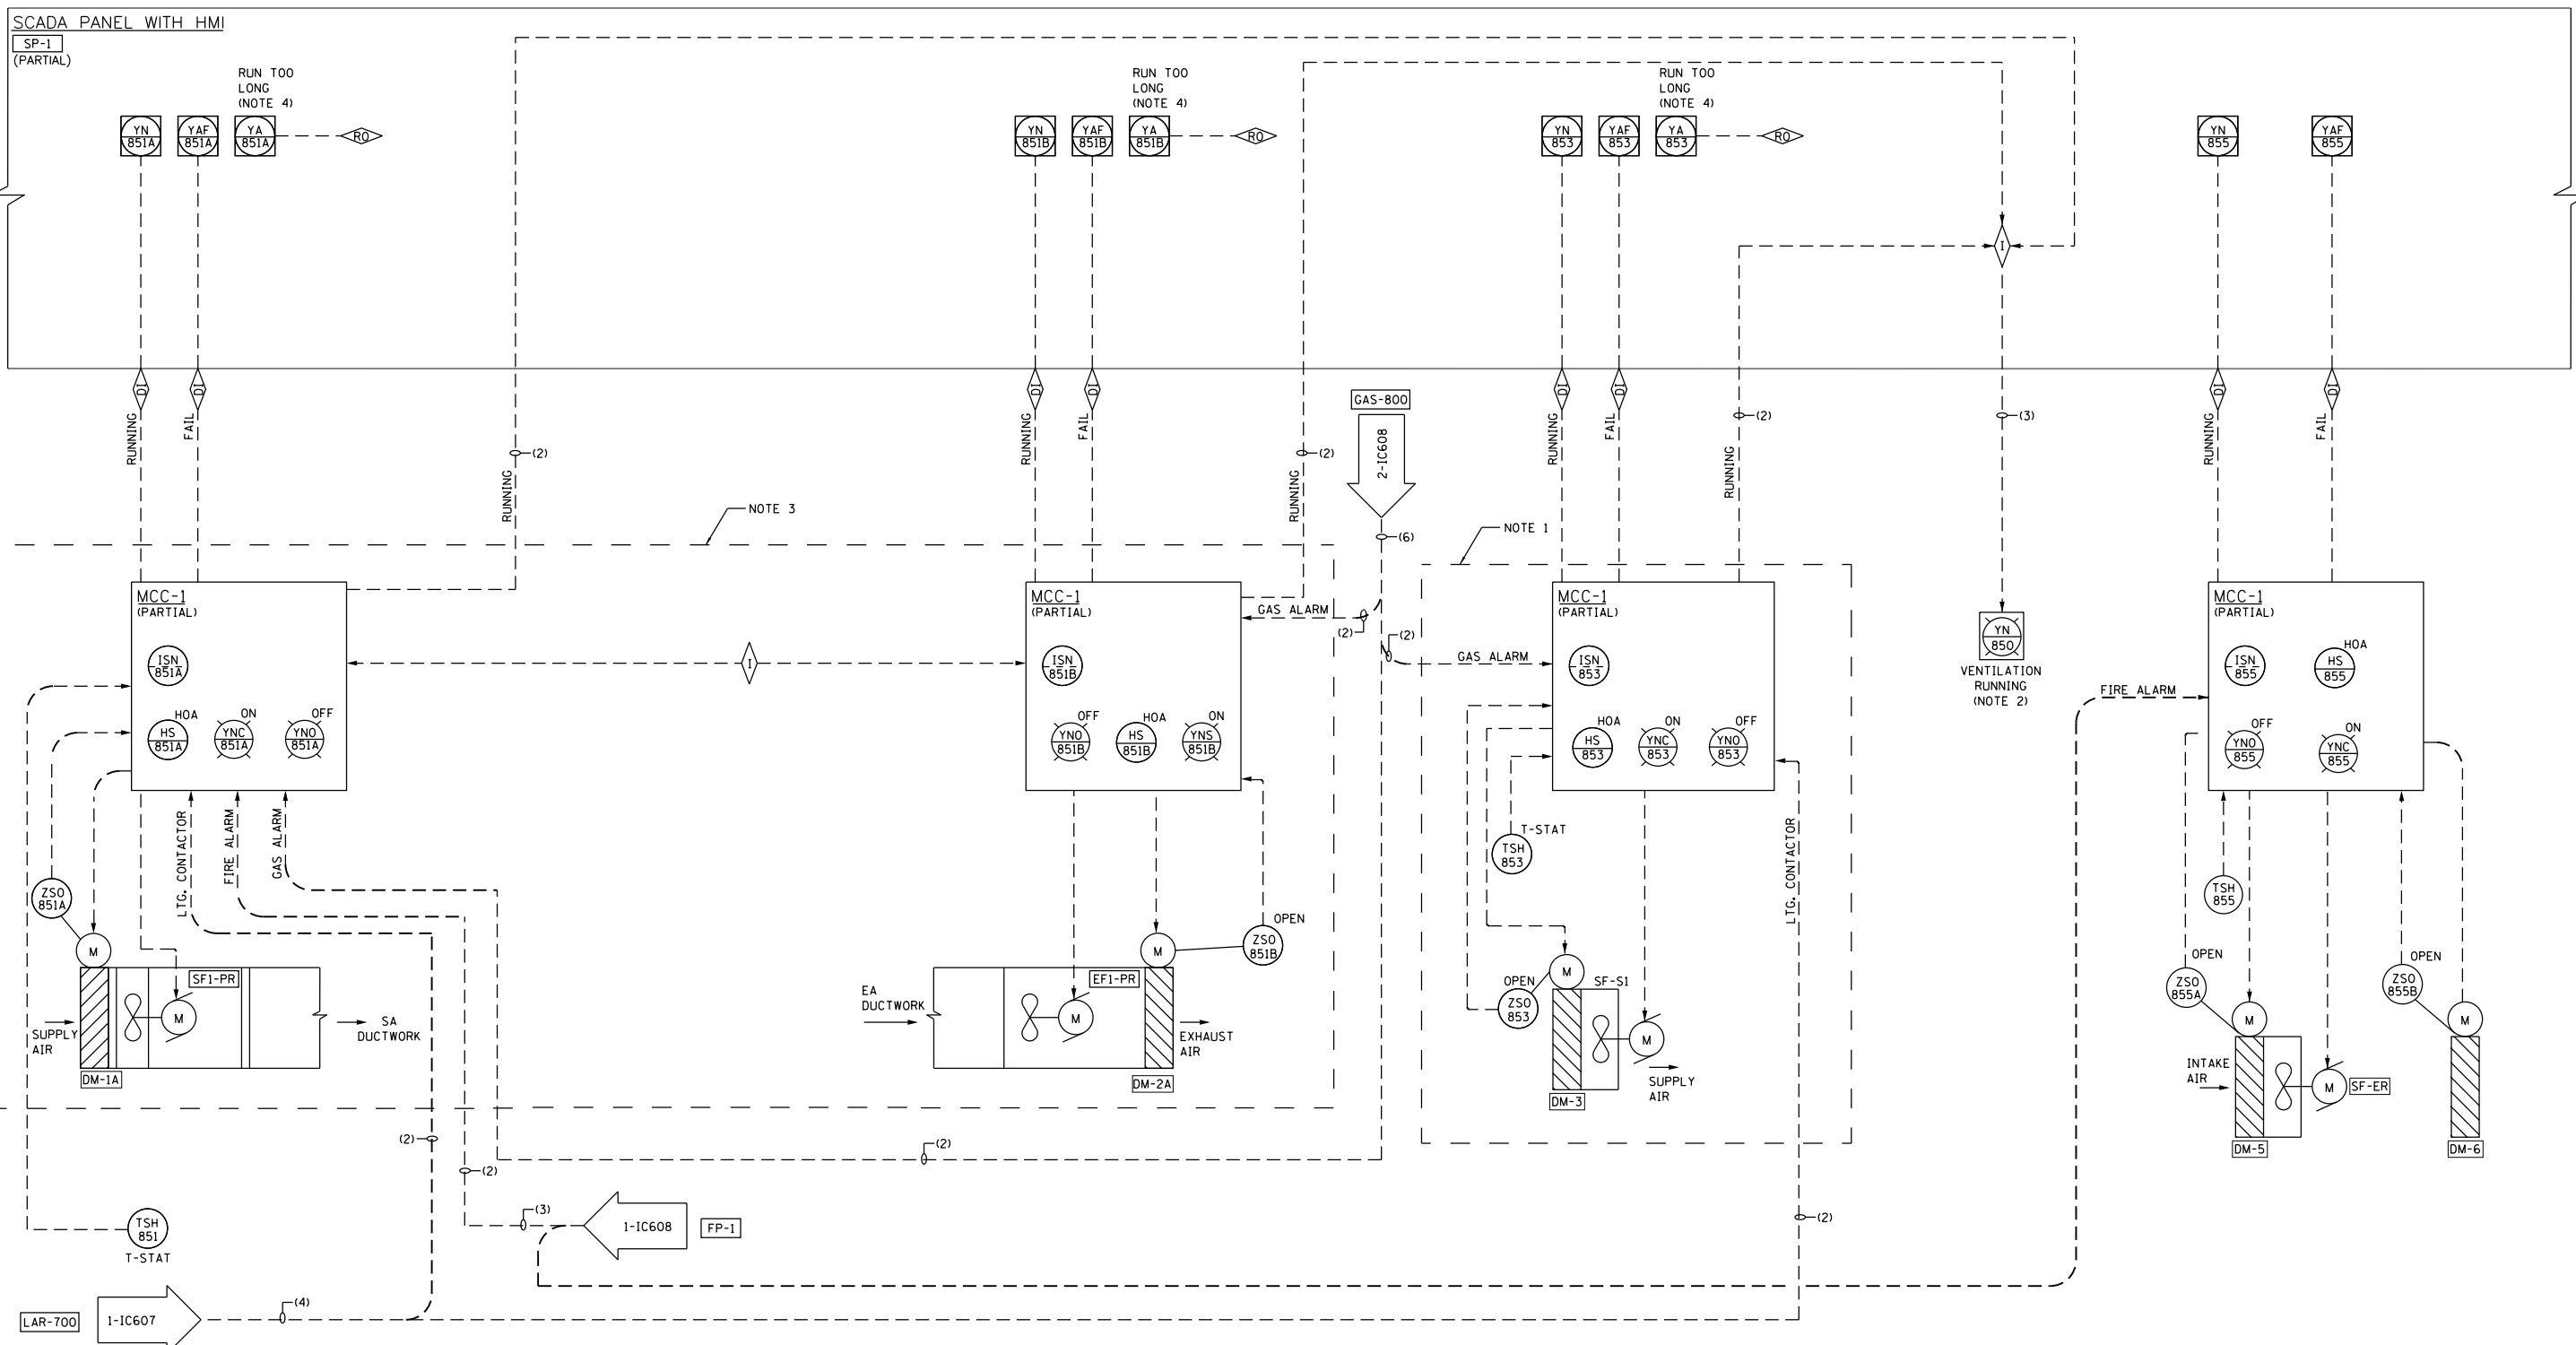 SCADA PANEL WITH HMI
SP-1
(PARTIAL)
RUN TOO
LONG
(NOTE 4)
YN
851A
YAF
851A
YA
851A
RO
RUN TOO
LONG
(NOTE 4)
YN
851B
YAF
851B
YA
851B
RO
RUN TOO
LONG
(NOTE 4)
YN
853
YAF
853
YA
853
RO
YN
855
YAF
855
I
DI
DI
DI
DI
DI
DI
DI
DI
RUNNING
FAIL
RUNNING
(2)
RUNNING
FAIL
RUNNING
(2)
GAS-800
2-IC608
(6)
RUNNING
FAIL
RUNNING
(2)
(3)
RUNNING
FAIL
NOTE 3
NOTE 1
MCC-1
(PARTIAL)
ISN
851A
HOA
HS
851A
ON
YNC
851A
OFF
YNO
851A
I
MCC-1
(PARTIAL)
ISN
851B
OFF
YNO
851B
HOA
HS
851B
ON
YNS
851B
GAS ALARM
(2)
(2)
GAS ALARM
MCC-1
(PARTIAL)
ISN
853
HOA
HS
853
ON
YNC
853
OFF
YNO
853
YN
850
VENTILATION
RUNNING
(NOTE 2)
FIRE ALARM
MCC-1
(PARTIAL)
ISN
855
HOA
HS
855
OFF
YNO
855
ON
YNC
855
LTG. CONTACTOR
FIRE ALARM
GAS ALARM
ZSO
851A
M
SF1-PR
M
SUPPLY
AIR
SA
DUCTWORK
DM-1A
EA
DUCTWORK
EF1-PR
M
M
OPEN
ZSO
851B
EXHAUST
AIR
DM-2A
T-STAT
TSH
853
LTG. CONTACTOR
OPEN
ZSO
853
M
SF-S1
M
SUPPLY
AIR
DM-3
TSH
855
OPEN
ZSO
855A
M
INTAKE
AIR
M
SF-ER
DM-5
OPEN
ZSO
855B
M
DM-6
(2)
(2)
(2)
(3)
1-IC608
FP-1
(2)
TSH
851
T-STAT
LAR-700
1-IC607
(4)